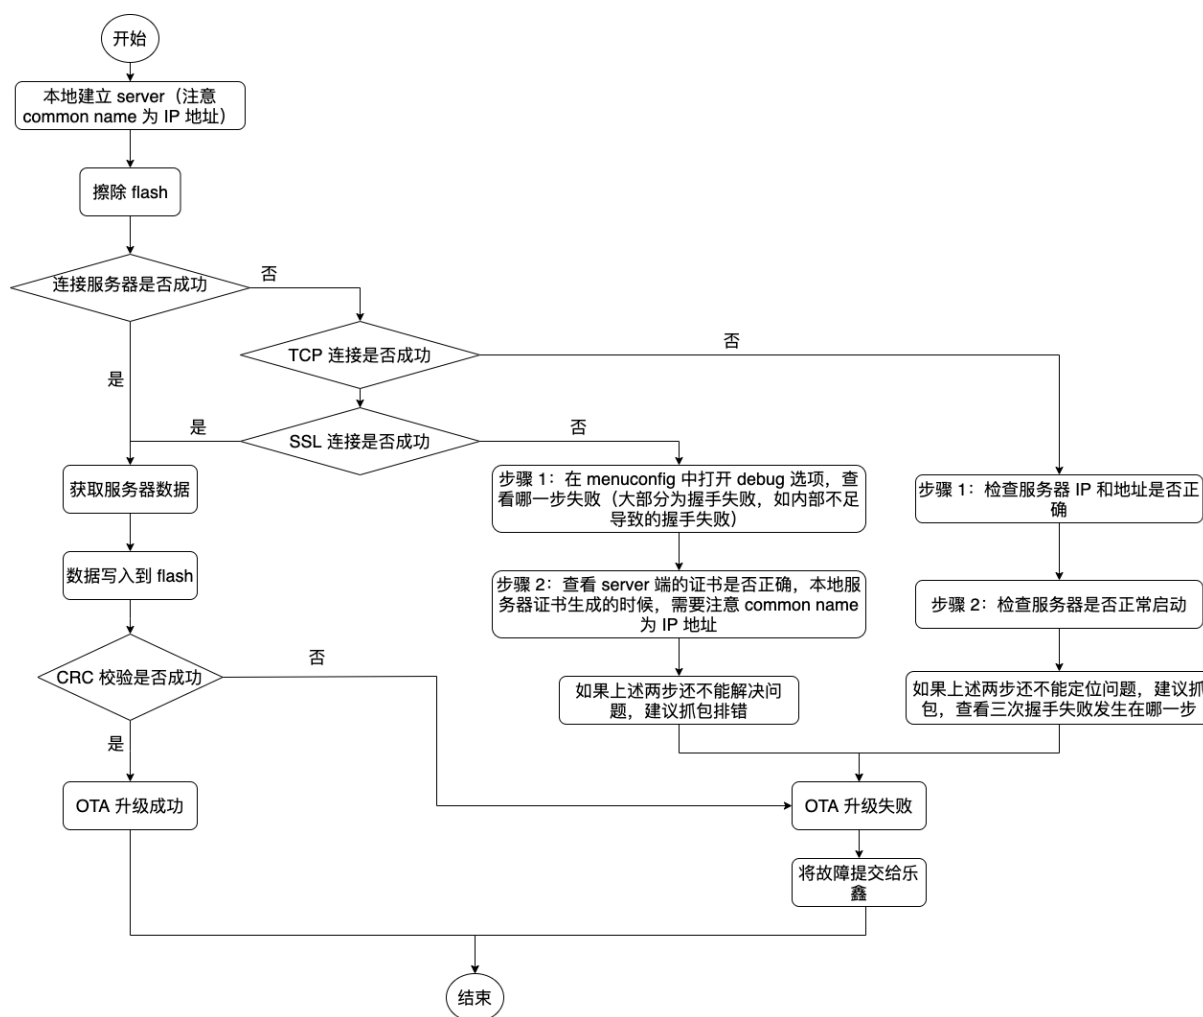 开始
本地建立 server（注意
common name 为 IP 地址）
擦除 flash
连接服务器是否成功
否
TCP 连接是否成功
否
是
SSL 连接是否成功
是
否
获取服务器数据
步骤 1：在 menuconfig 中打开 debug 选项，查
看哪一步失败（大部分为握手失败，如内部不足
导致的握手失败）
步骤 1：检查服务器 IP 和地址是否正
确
数据写入到 flash
步骤 2：查看 server 端的证书是否正确，本地服
务器证书生成的时候，需要注意 common name
为 IP 地址
步骤 2：检查服务器是否正常启动
CRC 校验是否成功
否
如果上述两步还不能解决问
题，建议抓包排错
如果上述两步还不能定位问题，建议抓
包，查看三次握手失败发生在哪一步
是
OTA 升级成功
OTA 升级失败
将故障提交给乐
鑫
结束